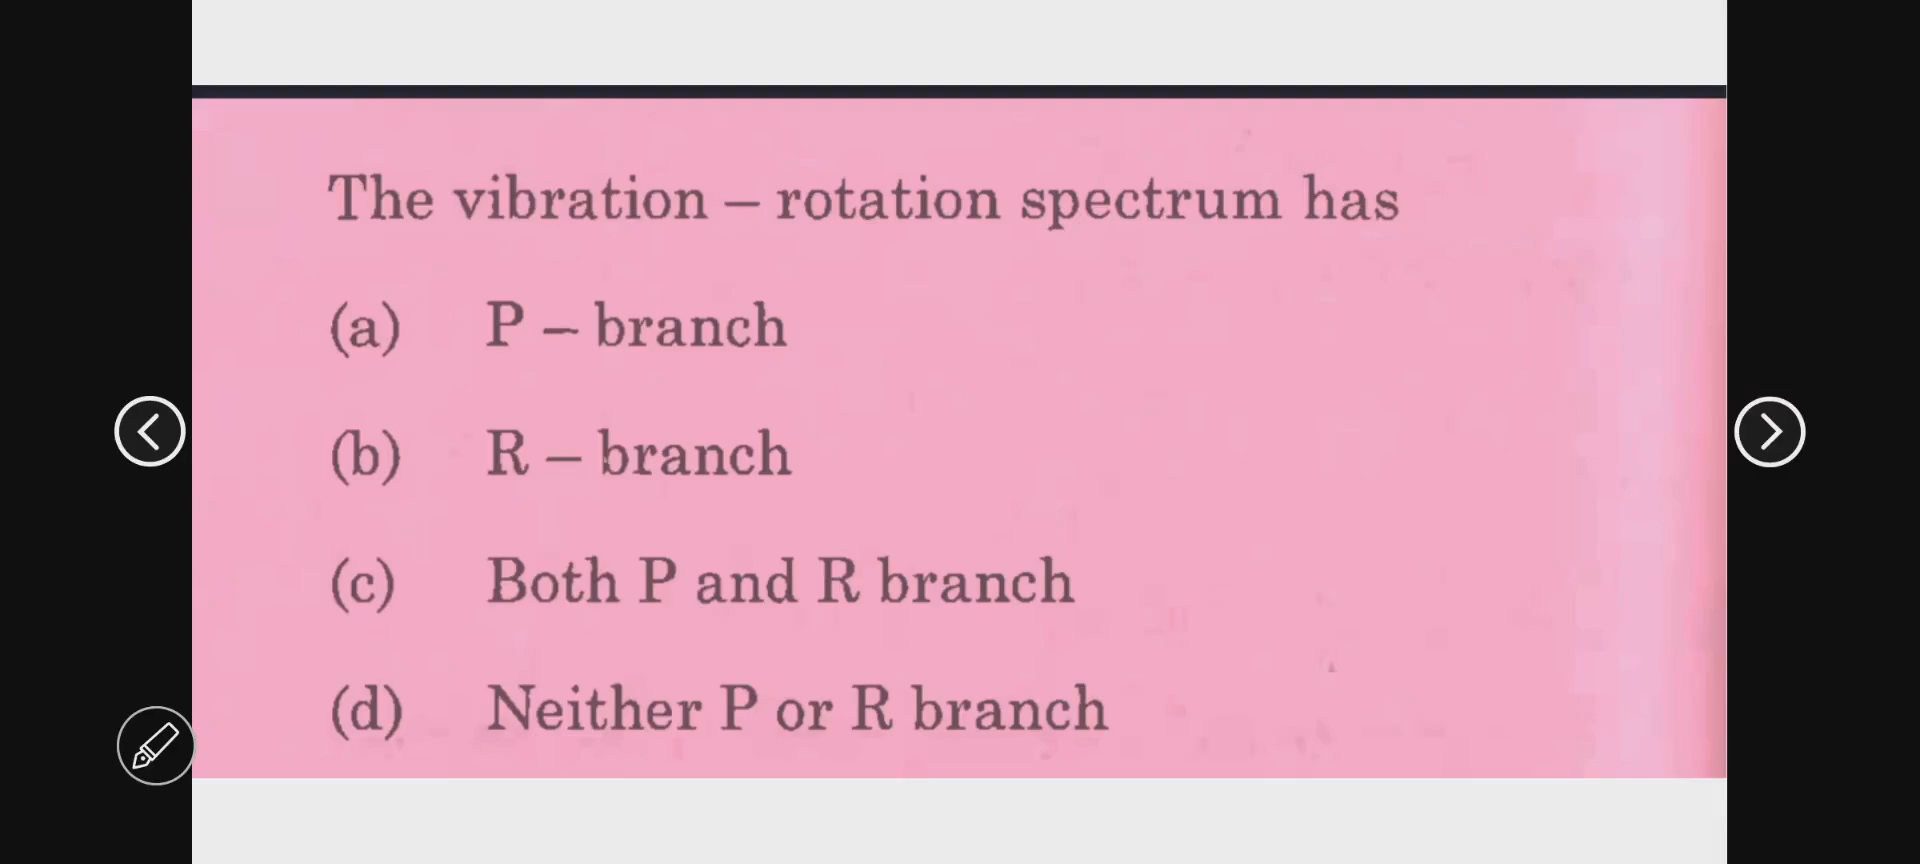 The vibration – rotation spectrum has
(a) P – branch
(b) R – branch
(c) Both P and R branch
(d) Neither P or R branch